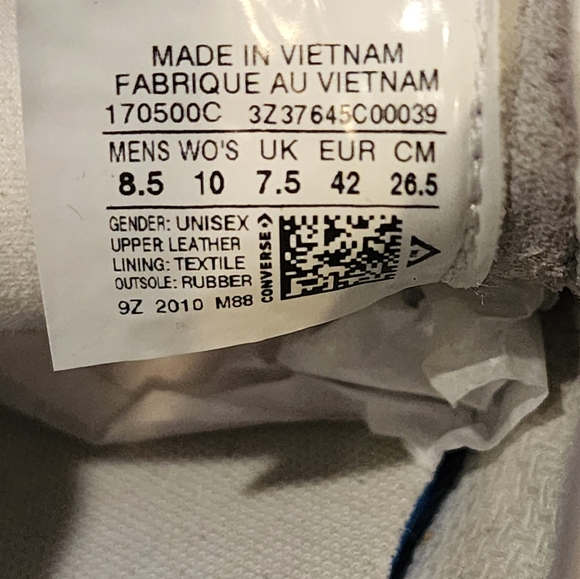 MADE IN VIETNAM
FABRIQUE AU VIETNAM
170500C 3Z37645C00039
MENS WO'S UK EUR CM
8.5 10 7.5 42 26.5
GENDER: UNISEX
UPPER: LEATHER
LINING: TEXTILE
OUTSOLE: RUBBER
9Z 2010 M88
CONVERSE